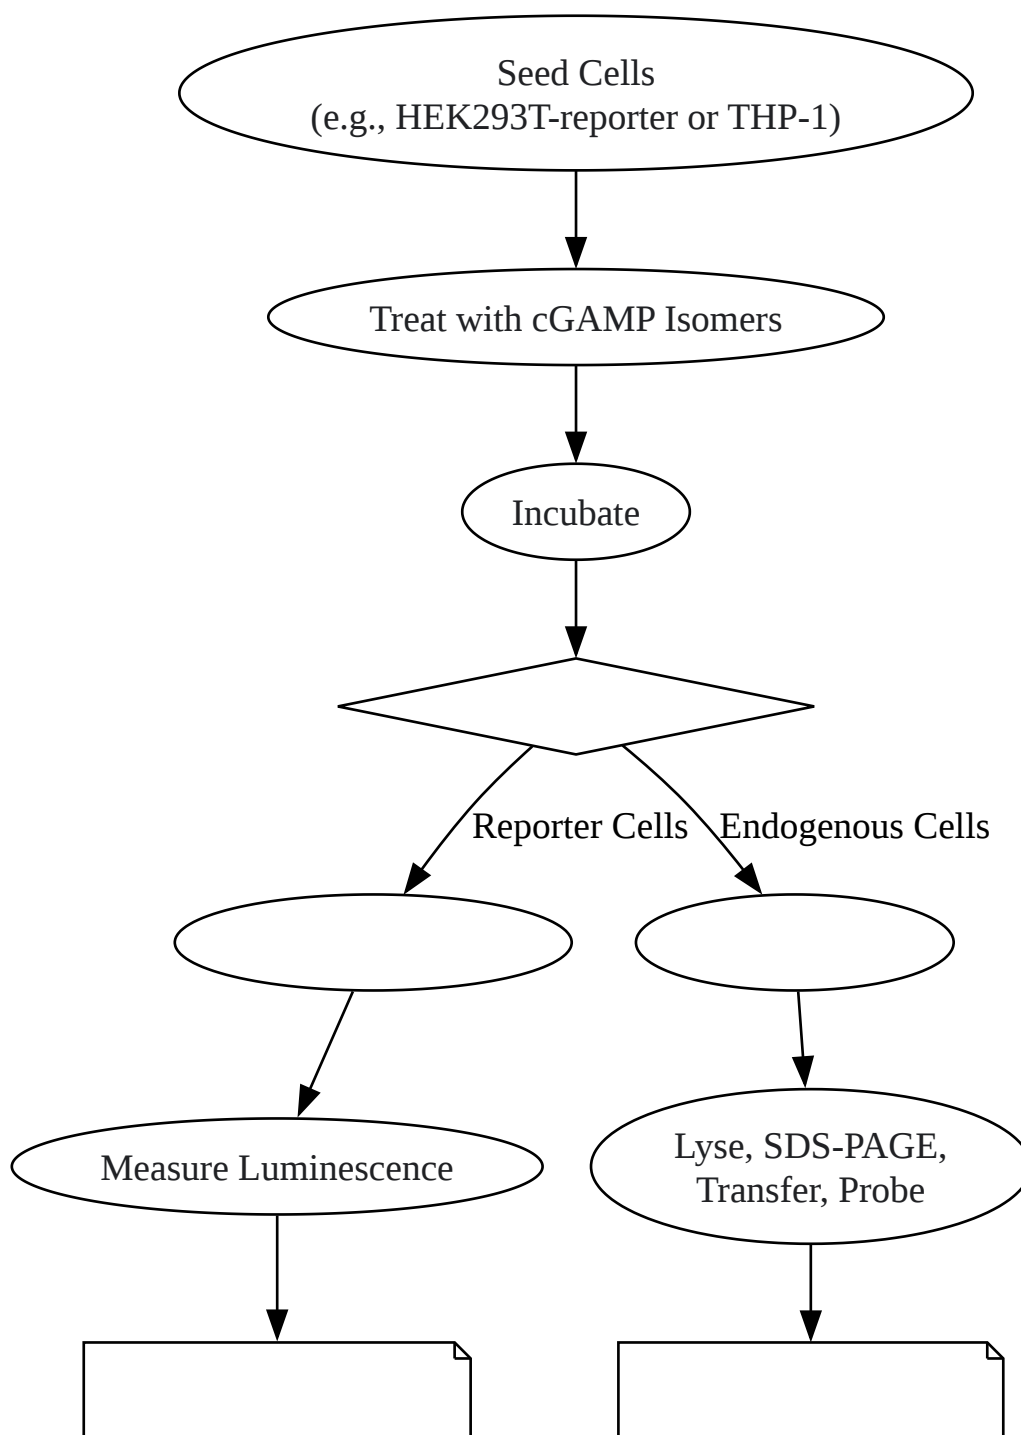 Seed Cells
(e.g., HEK293T-reporter or THP-1)
Treat with cGAMP Isomers
Incubate
Reporter Cells
Endogenous Cells
Measure Luminescence
Lyse, SDS-PAGE,
Transfer, Probe